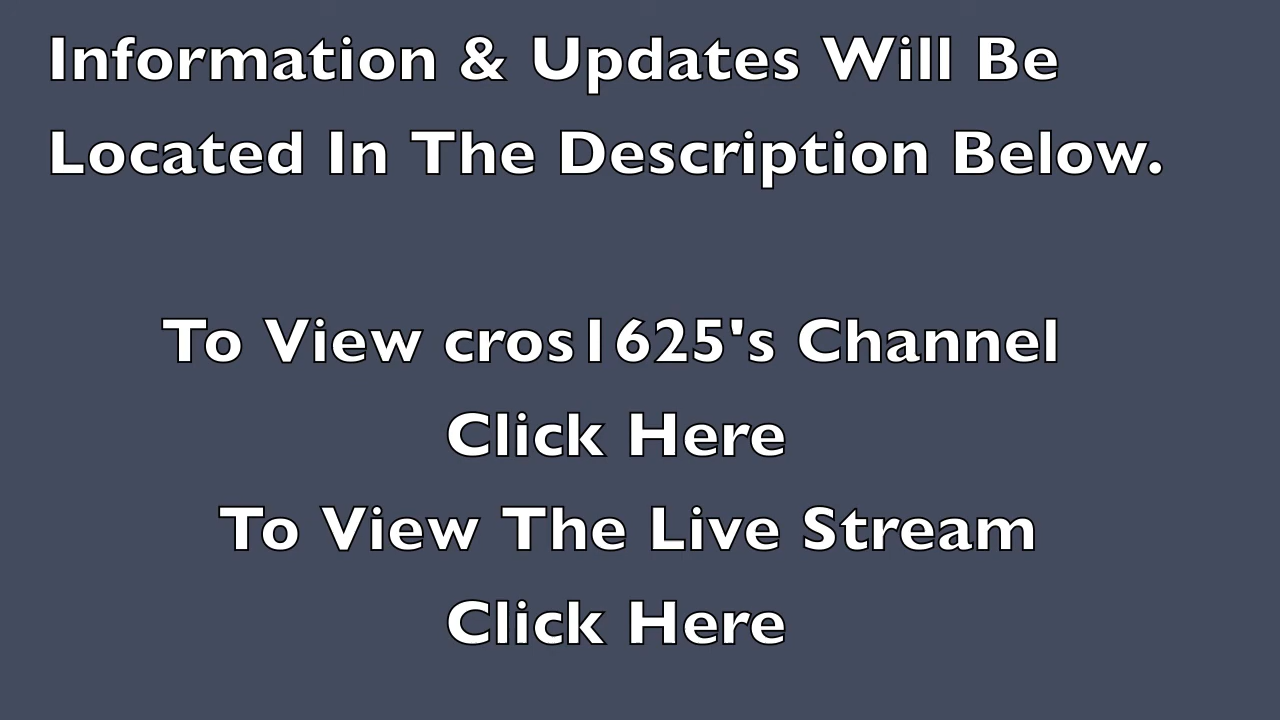 Information & Updates Will Be
Located In The Description Below.
To View cros1625's Channel
Click Here
To View The Live Stream
Click Here